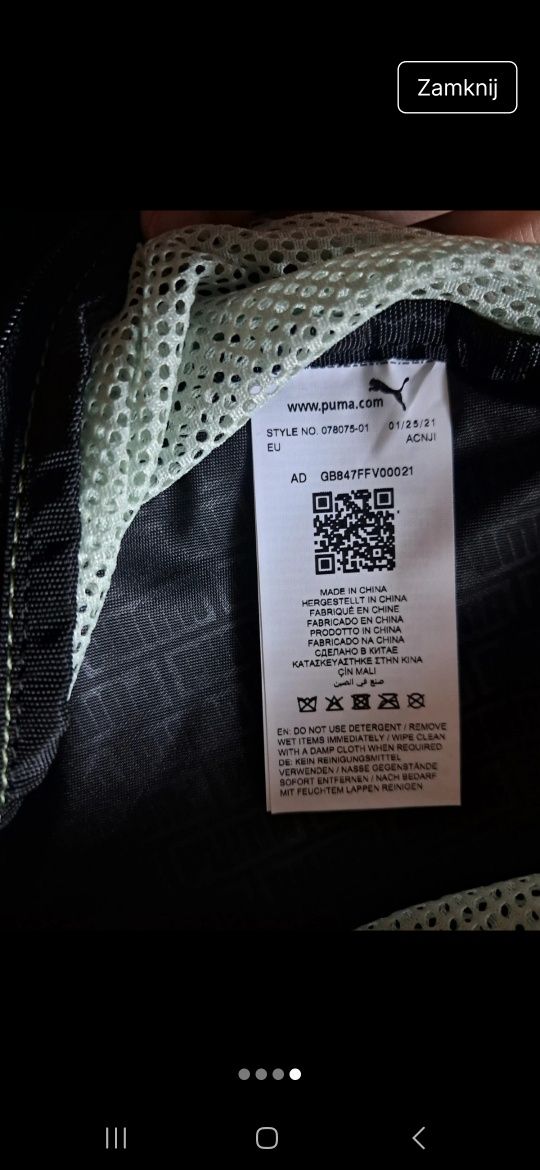 Zamknij
www.puma.com
STYLE NO. 078075-01 01/25/21
EU ACNJI
AD GB847FFV00021
MADE IN CHINA
HERGESTELLT IN CHINA
FABRIQUÉ EN CHINE
FABRICADO EN CHINA
PRODOTTO IN CHINA
FABRICADO NA CHINA
СДЕЛАНО В КИТАЕ
ΚΑΤΑΣΚΕΥΑΣΤΗΚΕ ΣΤΗΝ ΚΙΝΑ
ÇİN MALI
صنع في الصين
EN: DO NOT USE DETERGENT / REMOVE
WET ITEMS IMMEDIATELY / WIPE CLEAN
WITH A DAMP CLOTH WHEN REQUIRED
DE: KEIN REINIGUNGSMITTEL
VERWENDEN / NASSE GEGENSTÄNDE
SOFORT ENTFERNEN / NACH BEDARF
MIT FEUCHTEM LAPPEN REINIGEN